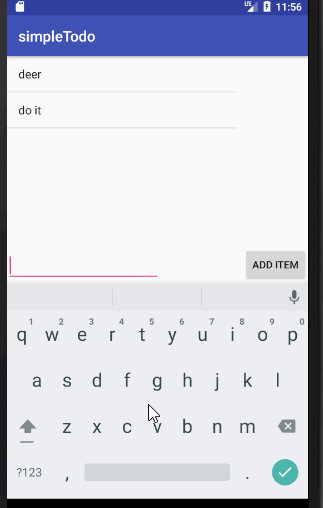 LTE 11:56
simpleTodo
deer
do it
ADD ITEM
1 2 3 4 5 6 7 8 9 0
q w e r t y u i o p
a s d f g h j k l
z x c v b n m
?123 , .